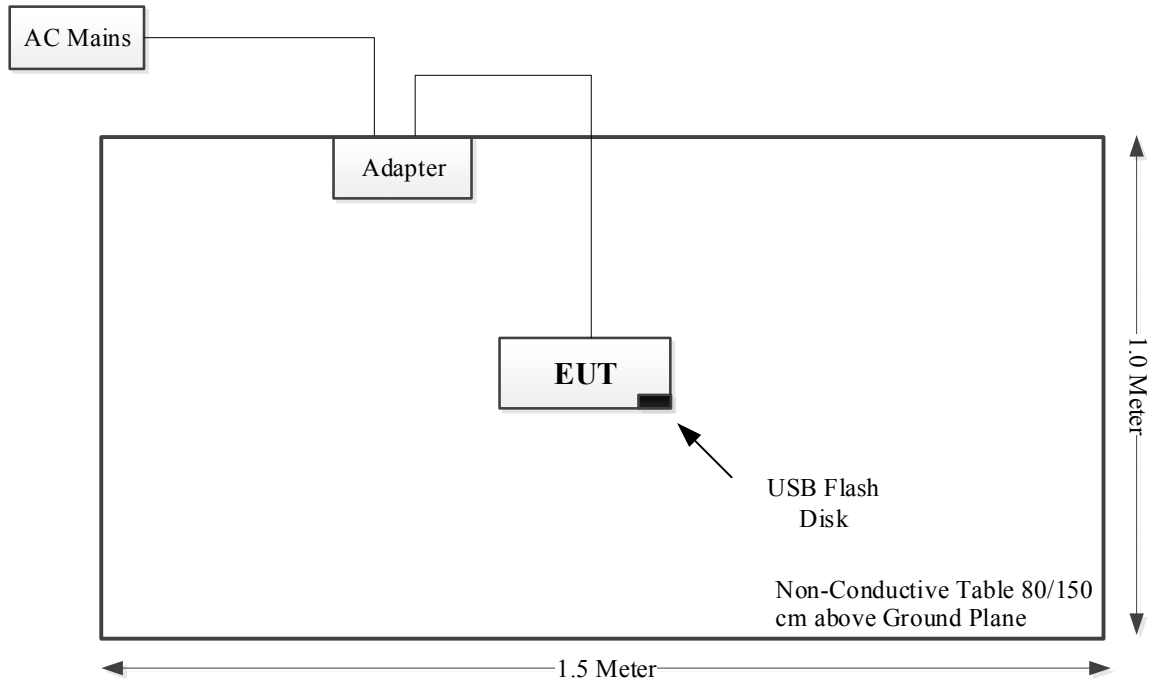 AC Mains
Adapter
EUT
1.0 Meter
USB Flash
Disk
Non-Conductive Table 80/150
cm above Ground Plane
1.5 Meter